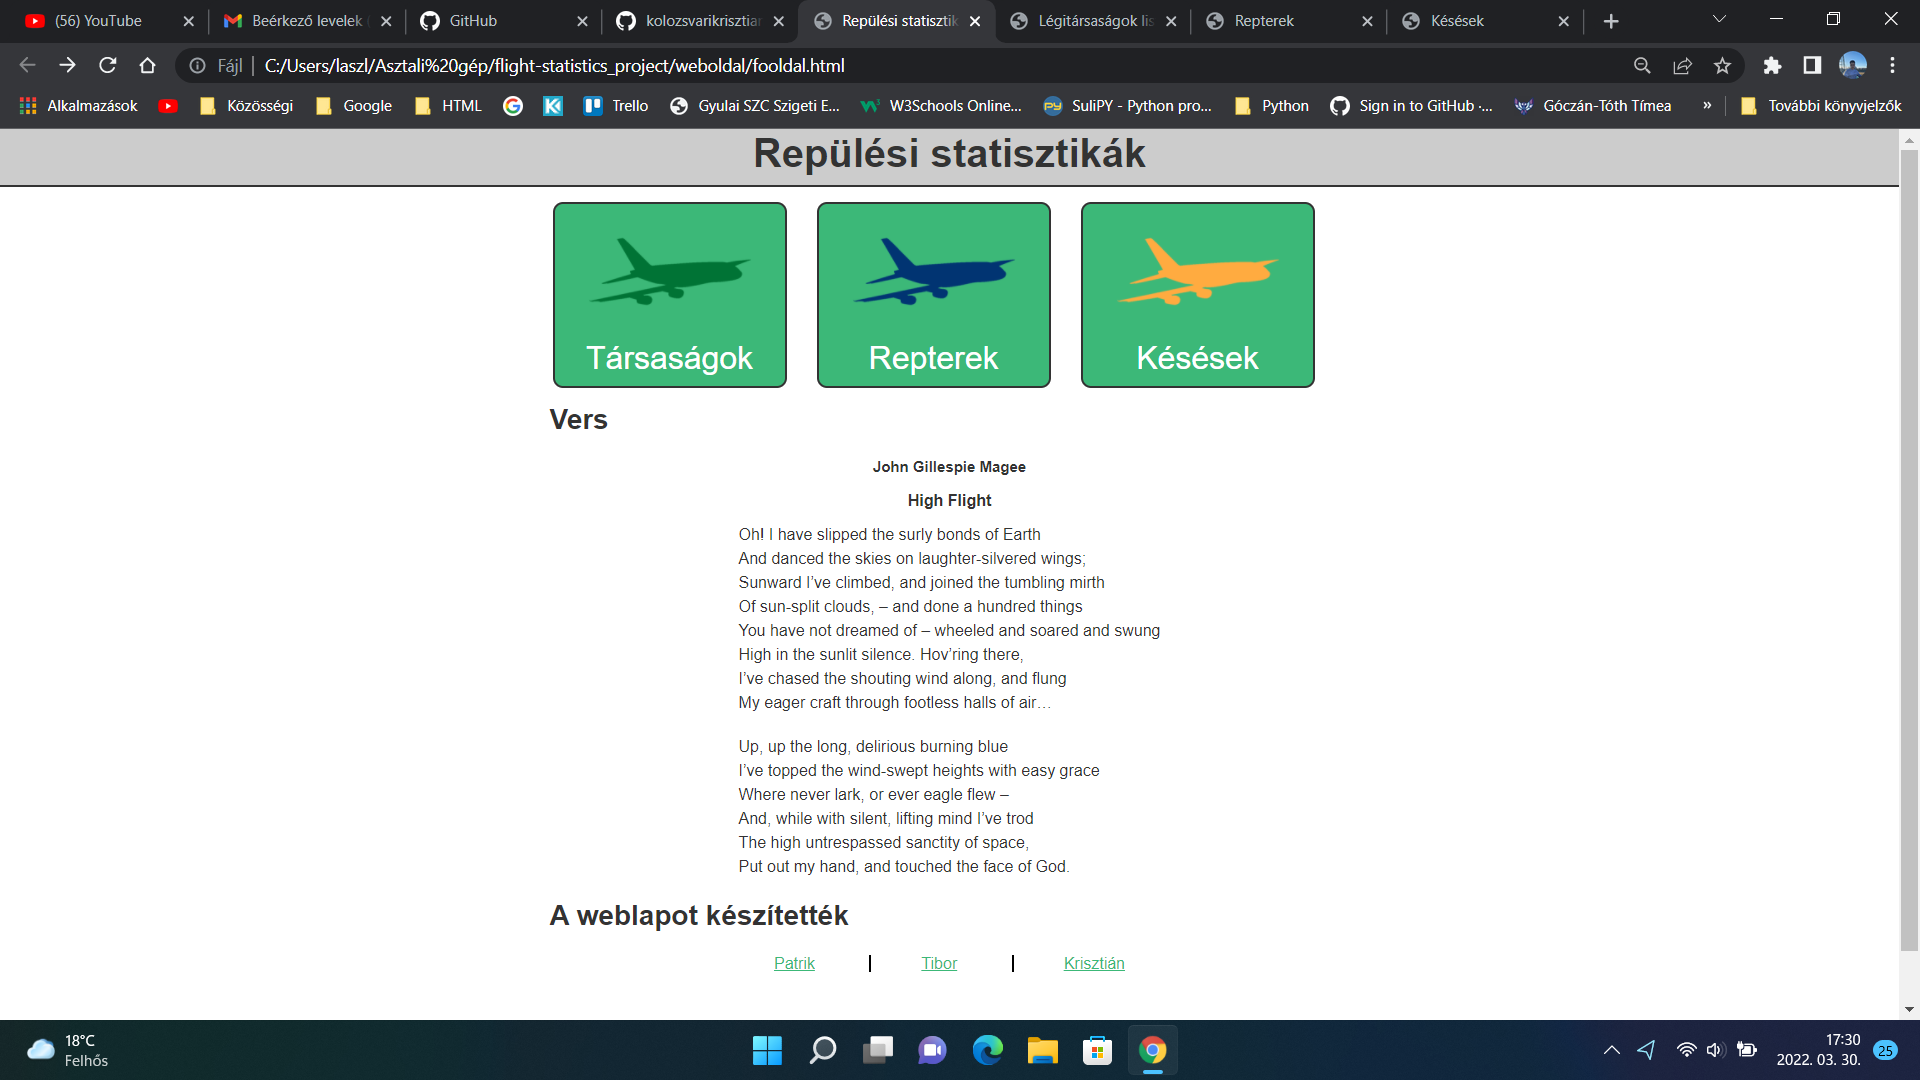 (56) YouTube
Beérkező levelek
GitHub
kolozsvarikrisztian
Repülési statisztik
Légitársaságok lis
Repterek
Késések
Fájl
C:/Users/laszl/Asztali%20gép/flight-statistics_project/weboldal/fooldal.html
Alkalmazások
Közösségi
Google
HTML
Trello
Gyulai SZC Szigeti E...
W3Schools Online...
SuliPY - Python pro...
Python
Sign in to GitHub ·...
Góczán-Tóth Tímea
»
További könyvjelzők
Repülési statisztikák
Társaságok
Repterek
Késések
Vers
John Gillespie Magee
High Flight
Oh! I have slipped the surly bonds of Earth
And danced the skies on laughter-silvered wings;
Sunward I’ve climbed, and joined the tumbling mirth
Of sun-split clouds, – and done a hundred things
You have not dreamed of – wheeled and soared and swung
High in the sunlit silence. Hov’ring there,
I’ve chased the shouting wind along, and flung
My eager craft through footless halls of air…
Up, up the long, delirious burning blue
I’ve topped the wind-swept heights with easy grace
Where never lark, or ever eagle flew –
And, while with silent, lifting mind I’ve trod
The high untrespassed sanctity of space,
Put out my hand, and touched the face of God.
A weblapot készítették
Patrik
Tibor
Krisztián
18°C
Felhős
17:30
2022. 03. 30.
25